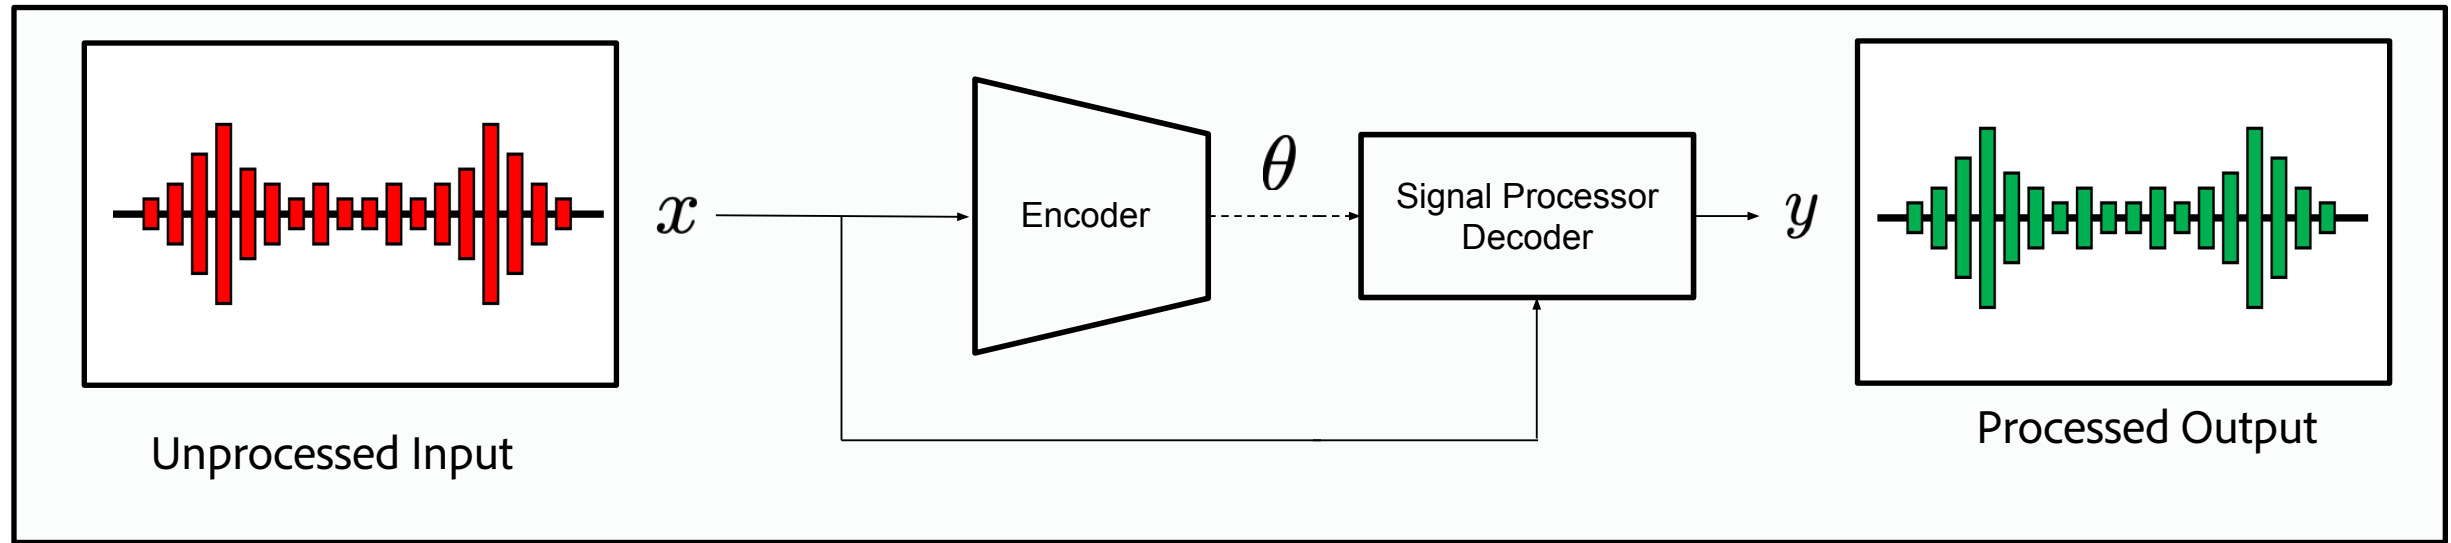 x
Encoder
θ
Signal Processor
Decoder
y
Unprocessed Input
Processed Output